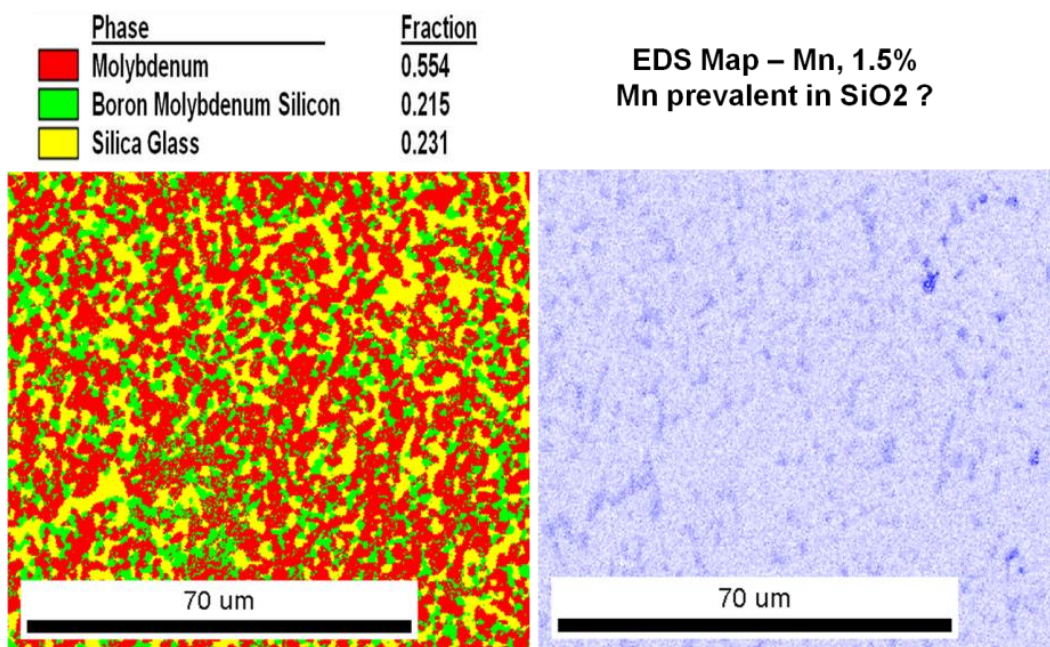 Phase Fraction
Molybdenum 0.554
Boron Molybdenum Silicon 0.215
Silica Glass 0.231
EDS Map – Mn, 1.5%
Mn prevalent in SiO2 ?
70 um
70 um